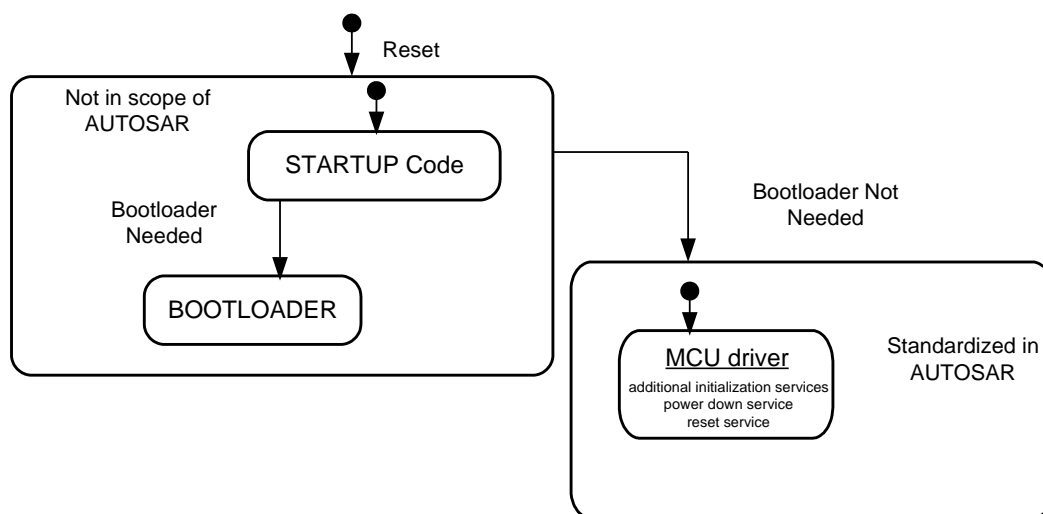 Reset
Not in scope of
AUTOSAR
STARTUP Code
Bootloader
Needed
BOOTLOADER
Bootloader Not
Needed
MCU driver
additional initialization services
power down service
reset service
Standardized in
AUTOSAR